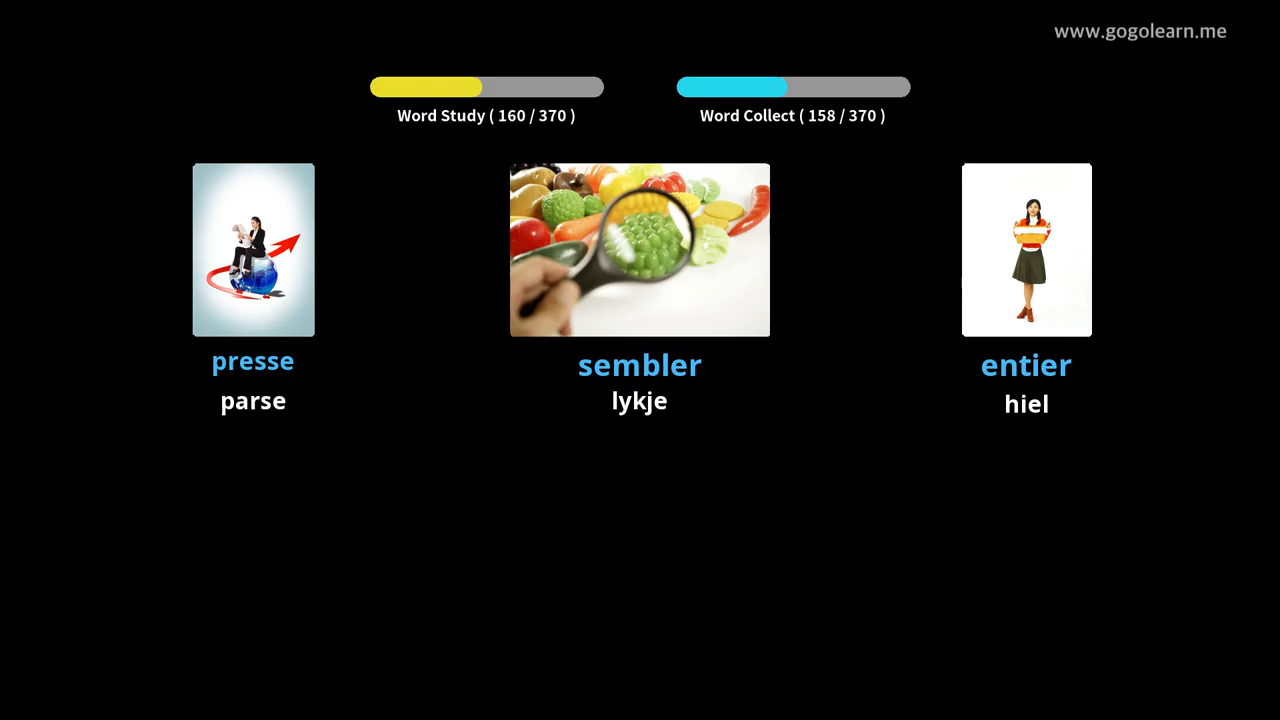 www.gogolearn.me
Word Study ( 160 / 370 )
Word Collect ( 158 / 370 )
presse
parse
sembler
lykje
entier
hiel